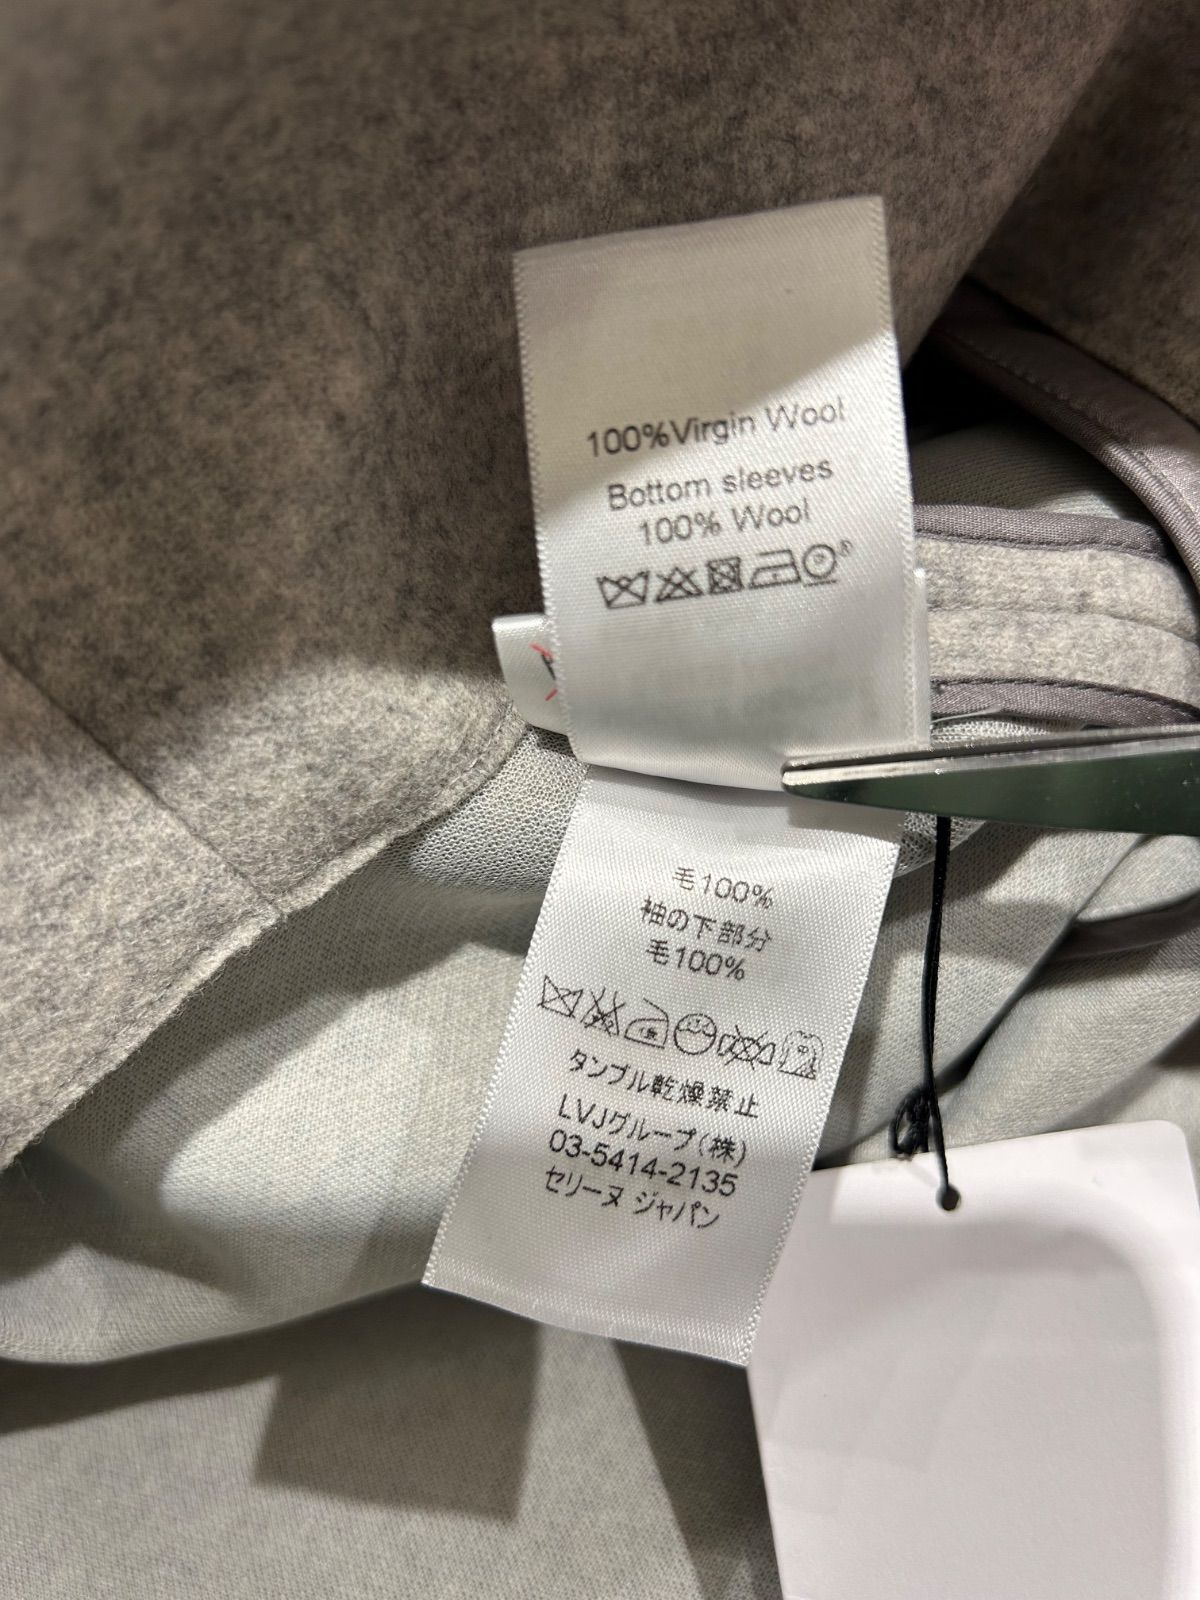 100%Virgin Wool
Bottom sleeves
100% Wool
毛100%
袖の下部分
毛100%
タンブル乾燥禁止
LVJグループ(株)
03-5414-2135
セリーヌ ジャパン